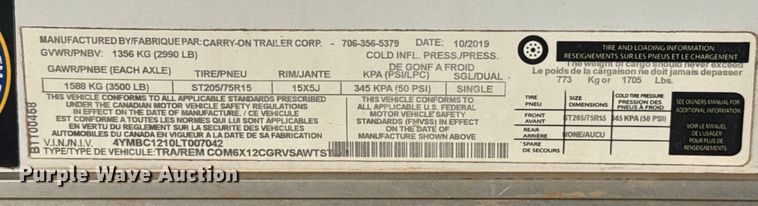 MANUFACTURED BY/FABRIQUE PAR: CARRY-ON TRAILER CORP. - 706-356-5379 DATE: 10/2019
GVWR/PNBV: 1356 KG (2990 LB) COLD INFL. PRESS./PRESS.
DE GONF A FROID
GAWR/PNBE (EACH AXLE) TIRE/PNEU RIM/JANTE KPA (PSI/LPC) SGL/DUAL
1588 KG (3500 LB) ST205/75R15 15X5J 345 KPA (50 PSI) SINGLE
THIS VEHICLE CONFORMS TO ALL APPLICABLE STANDARDS PRESCRIBED
UNDER THE CANADIAN MOTOR VEHICLE SAFETY REGULATIONS
IN EFFECT ON THE DATE OF MANUFACTURE / CE VEHICULE EST
CONFORME A TOUTES LES NORMES QUI LUI SONT APPLICABLES
EN VERTU DU REGLEMENT SUR LA SECURITE DES VEHICULES
AUTOMOBILES DU CANADA EN VIGUEUR A LA DATE DE SA FABRICATION
THIS VEHICLE CONFORMS TO ALL
APPLICABLE U.S. FEDERAL
MOTOR VEHICLE SAFETY
STANDARDS (FMVSS) IN EFFECT
ON THE DATE OF
MANUFACTURE SHOWN ABOVE
V.I.N./N.I.V. 4YMBC1210LT007042
TYPE/TYPE DE VEHICULE: TRA/REM COM6X12CGRVSAWTST
TBTT00468
TIRE AND LOADING INFORMATION
RESEIGNEMENTS SUR LES PNEUS ET LE CHARGEMENT
The weight of cargo should never exceed
Le poids de la cargaison ne doit jamais depasser
773 Kg or 1705 Lbs.
TIRE PNEU
SIZE DIMENSIONS
COLD TIRE PRESSURE
PRESSION DES PNEUS À FROID
FRONT AVANT ST205/75R15 345 KPA (50 PSI)
REAR ARRIÈRE
SPARE DE SECOURS NONE/AUCU
SEE OWNERS MANUAL FOR
ADDITIONAL INFORMATION
VOIR LE MANUEL
DE L'USAGER
POUR PLUS DE
RENSEIGNEMENTS
Purple Wave Auction